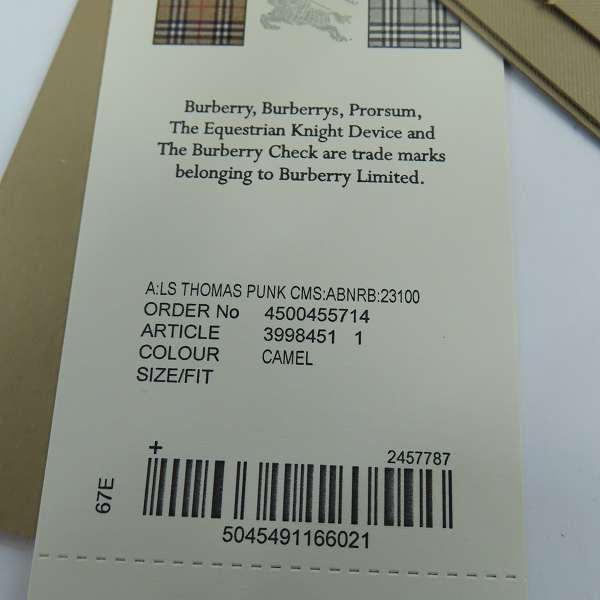 Burberry, Burberrys, Prorsum,
The Equestrian Knight Device and
The Burberry Check are trade marks
belonging to Burberry Limited.
A:LS THOMAS PUNK CMS:ABNRB:23100
ORDER No 4500455714
ARTICLE 3998451 1
COLOUR CAMEL
SIZE/FIT
+ 2457787
67E
5045491166021